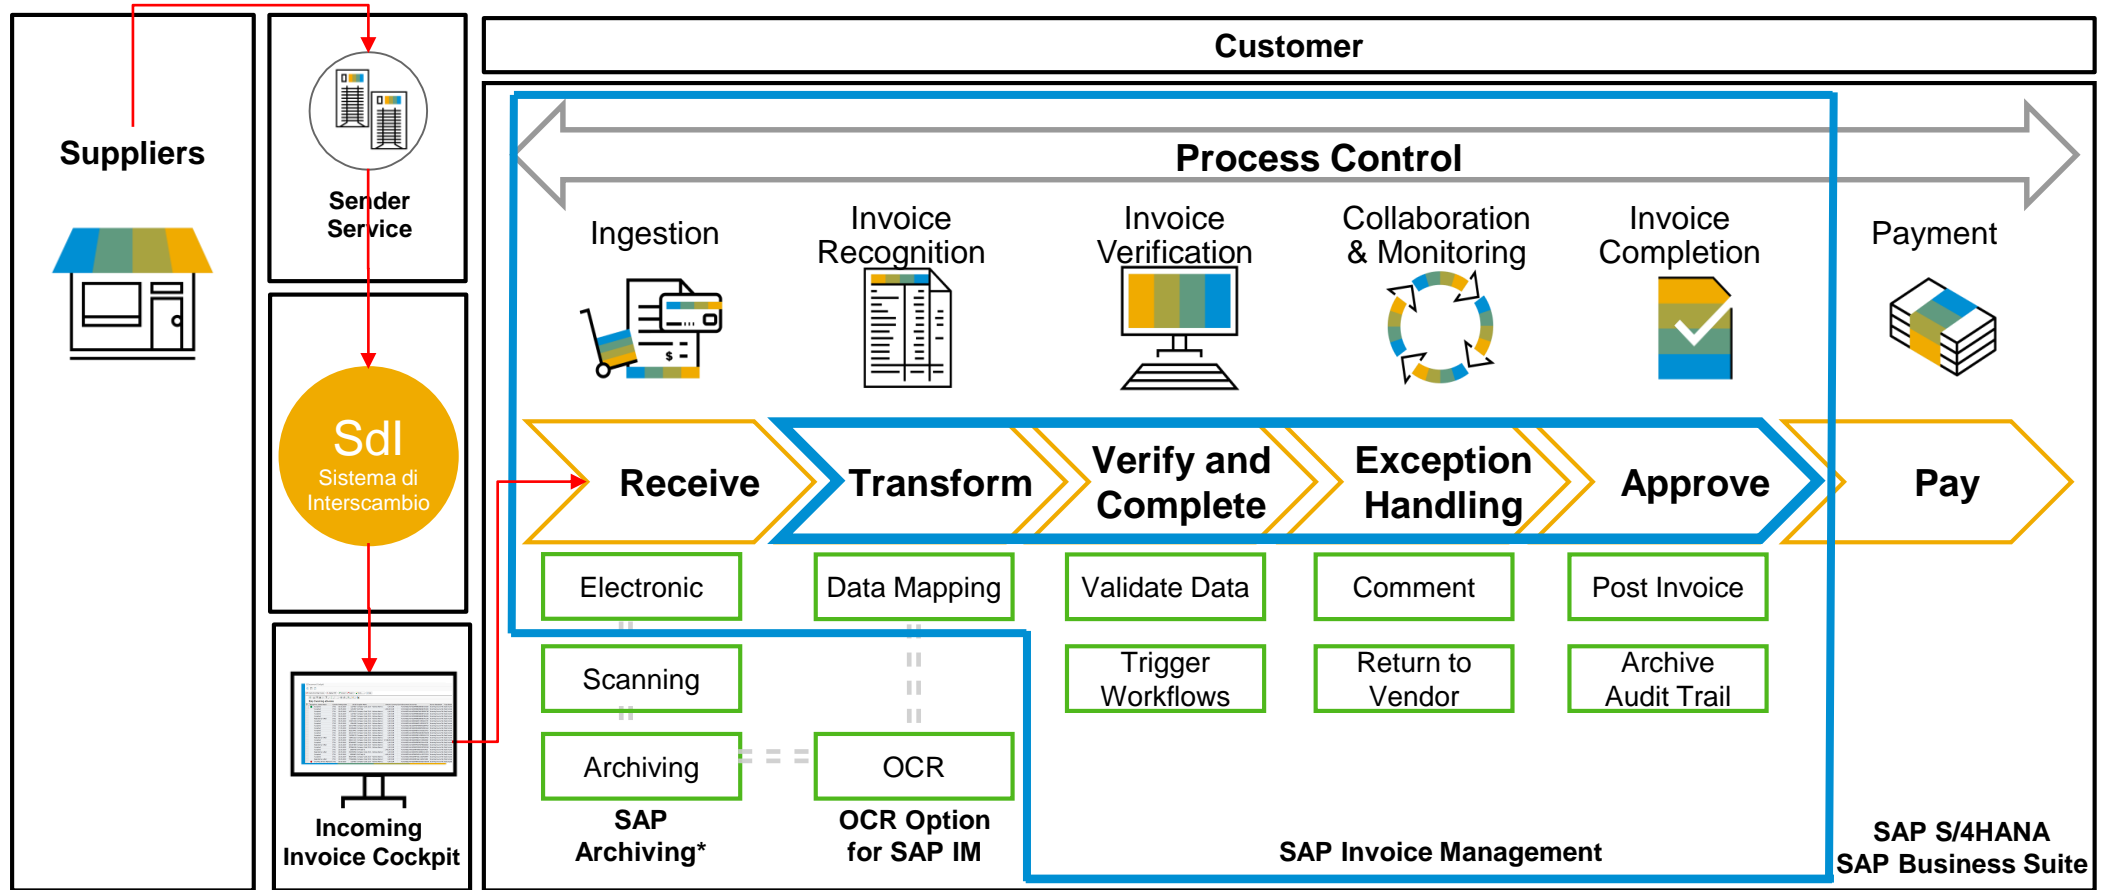 Customer
Suppliers
Sender
Service
SdI
Sistema di
Interscambio
Incoming
Invoice Cockpit
Process Control
Ingestion
Invoice
Recognition
Invoice
Verification
Collaboration
& Monitoring
Invoice
Completion
Payment
$
Receive
Transform
Verify and
Complete
Exception
Handling
Approve
Pay
Electronic
Data Mapping
Validate Data
Comment
Post Invoice
Scanning
Trigger
Workflows
Return to
Vendor
Archive
Audit Trail
Archiving
OCR
SAP
Archiving*
OCR Option
for SAP IM
SAP Invoice Management
SAP S/4HANA
SAP Business Suite